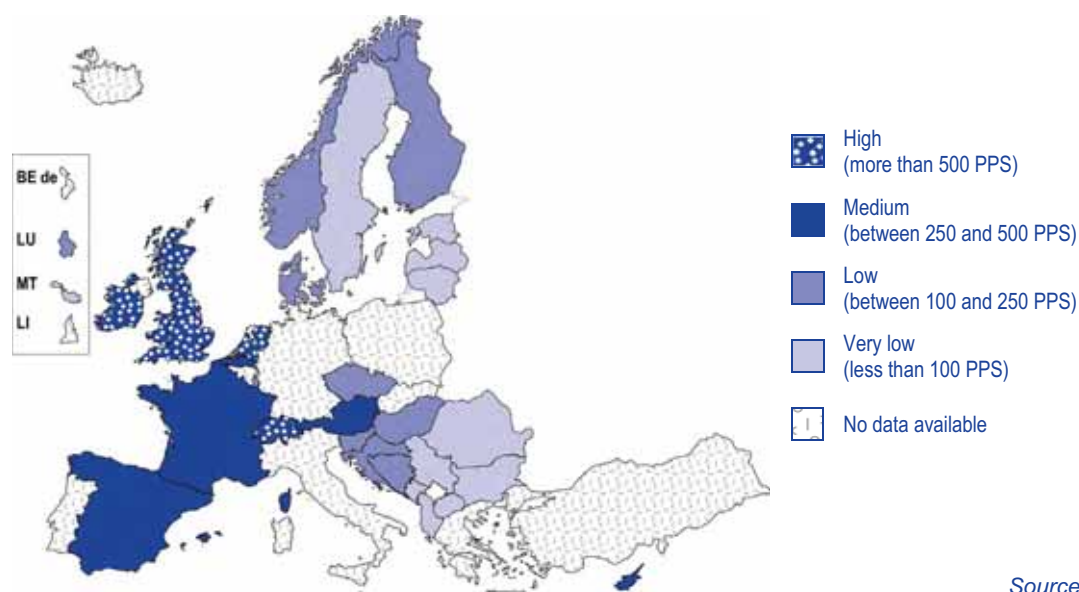 BE de
LU
MT
LI
High
(more than 500 PPS)
Medium
(between 250 and 500 PPS)
Low
(between 100 and 250 PPS)
Very low
(less than 100 PPS)
No data available
Source